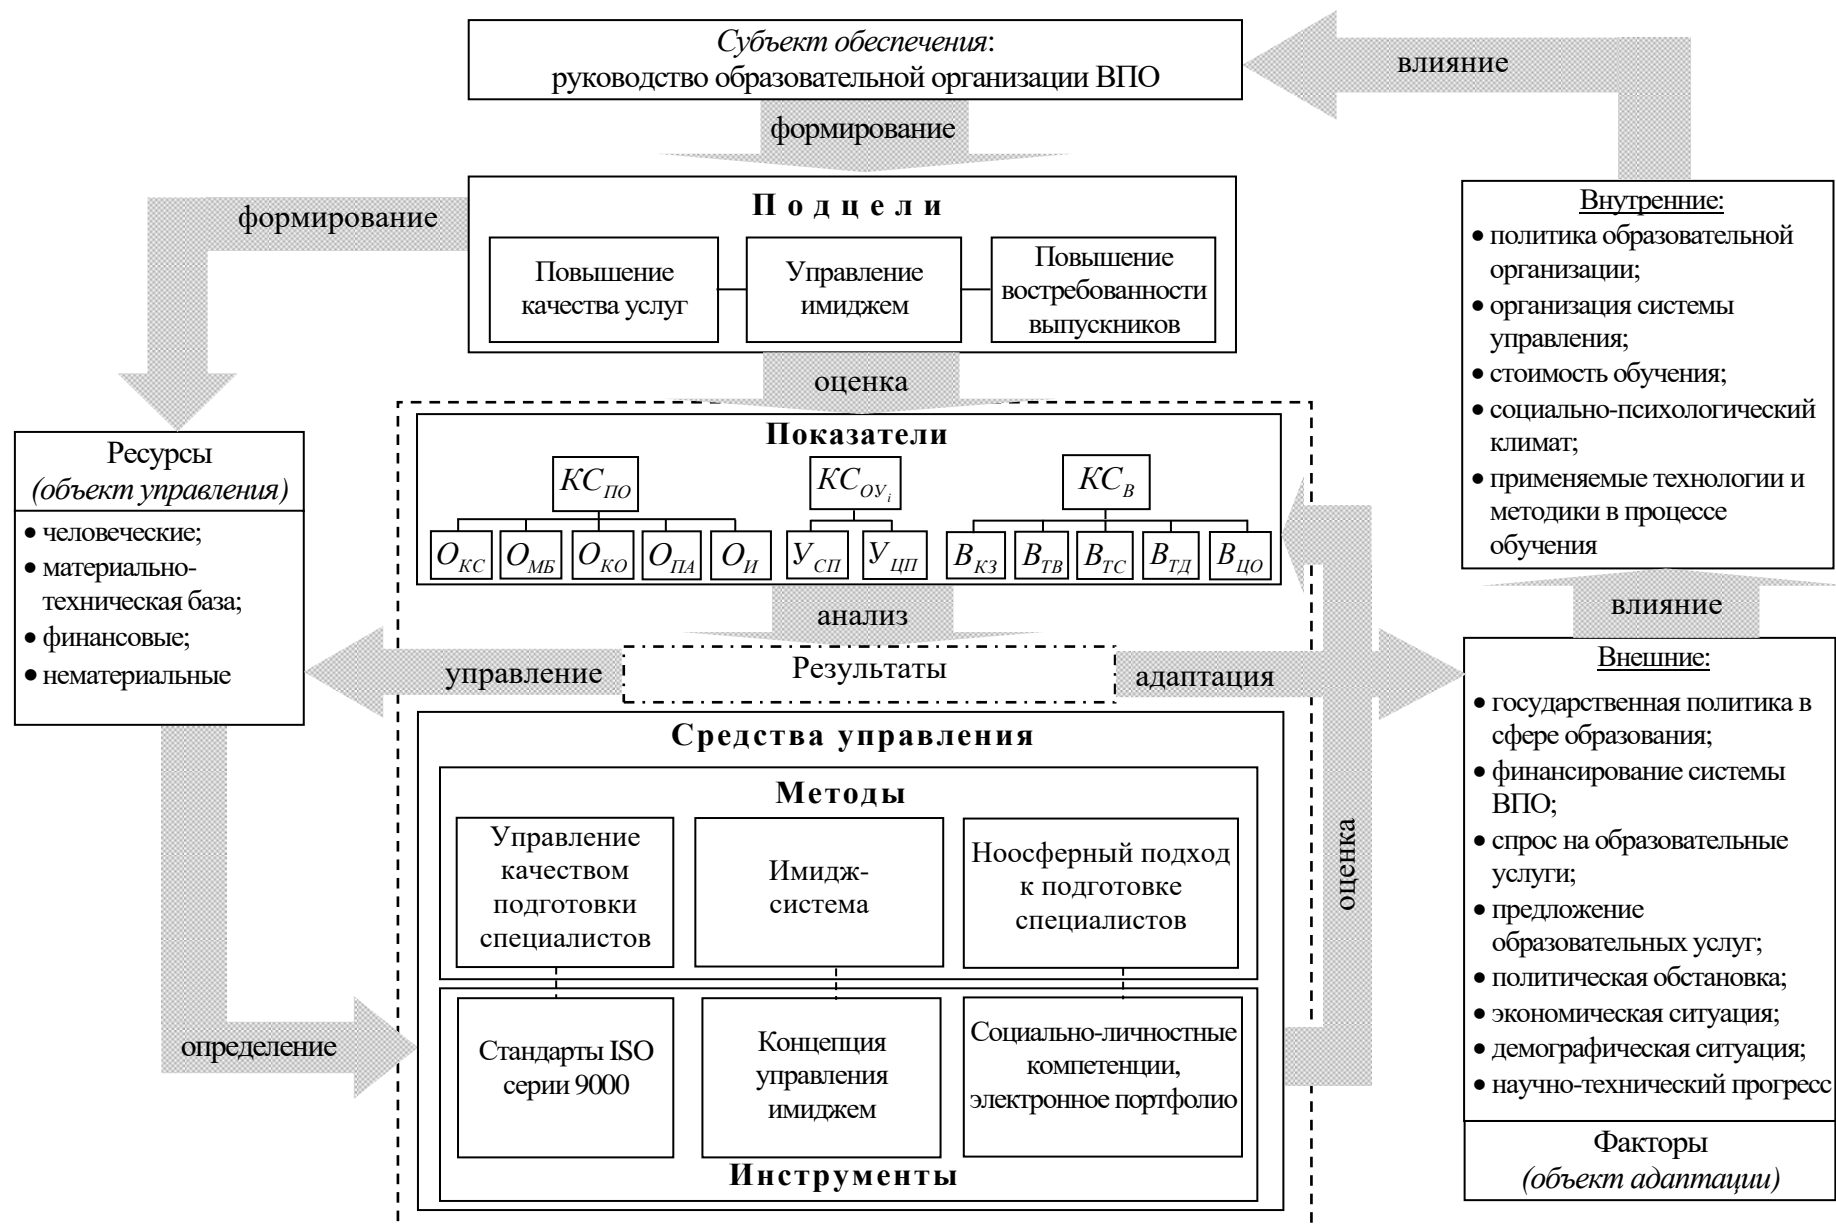 Субъект обеспечения:
руководство образовательной организации ВПО
влияние
формирование
формирование
Подцели
Повышение
качества услуг
Управление
имиджем
Повышение
востребованности
выпускников
оценка
Внутренние:
• политика образовательной
организации;
• организация системы
управления;
• стоимость обучения;
• социально-психологический
климат;
• применяемые технологии и
методики в процессе
обучения
Ресурсы
(объект управления)
• человеческие;
• материально-
техническая база;
• финансовые;
• нематериальные
Показатели
КС_ПО
КС_ОУ_i
КС_В
О_КС
О_МБ
О_КО
О_ПА
О_И
У_СП
У_ЦП
В_КЗ
В_ТВ
В_ТС
В_ТД
В_ЦО
анализ
влияние
управление
Результаты
адаптация
Средства управления
Методы
Управление
качеством
подготовки
специалистов
Имидж-
система
Ноосферный подход
к подготовке
специалистов
оценка
определение
Стандарты ISO
серии 9000
Концепция
управления
имиджем
Социально-личностные
компетенции,
электронное портфолио
Инструменты
Внешние:
• государственная политика в
сфере образования;
• финансирование системы
ВПО;
• спрос на образовательные
услуги;
• предложение
образовательных услуг;
• политическая обстановка;
• экономическая ситуация;
• демографическая ситуация;
• научно-технический прогресс
Факторы
(объект адаптации)